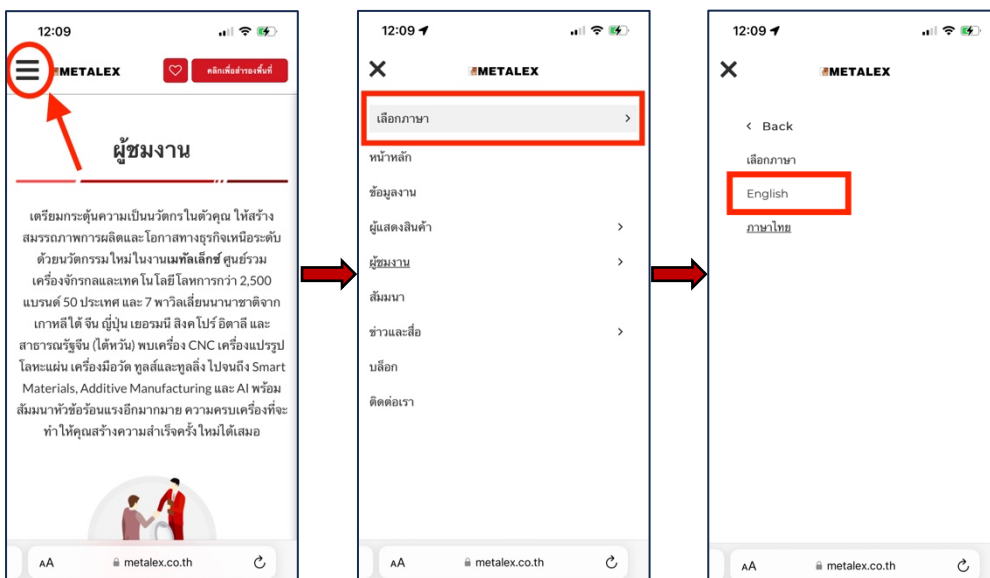 12:09
METALEX
คลิกเพื่อสำรองพื้นที่
ผู้ชมงาน
เตรียมกระตุ้นความเป็นนวัตกรในตัวคุณ ให้สร้าง
สมรรถภาพการผลิตและโอกาสทางธุรกิจเหนือระดับ
ด้วยนวัตกรรมใหม่ในงานเมทัลเล็กซ์ ศูนย์รวม
เครื่องจักรกลและเทคโนโลยีโลหการกว่า 2,500
แบรนด์ 50 ประเทศ และ 7 พาวิลเลี่ยนนานาชาติจาก
เกาหลีใต้ จีน ญี่ปุ่น เยอรมนี สิงคโปร์ อิตาลี และ
สาธารณรัฐจีน (ไต้หวัน) พบเครื่อง CNC เครื่องแปรรูป
โลหะแผ่น เครื่องมือวัด ทูลส์และทูลลิ่ง ไปจนถึง Smart
Materials, Additive Manufacturing และ AI พร้อม
สัมมนาหัวข้อร้อนแรงอีกมากมาย ความครบเครื่องที่จะ
ทำให้คุณสร้างความสำเร็จครั้งใหม่ได้เสมอ
AA
metalex.co.th
12:09
METALEX
เลือกภาษา
หน้าหลัก
ข้อมูลงาน
ผู้แสดงสินค้า
ผู้ชมงาน
สัมมนา
ข่าวและสื่อ
บล็อก
ติดต่อเรา
AA
metalex.co.th
12:09
METALEX
< Back
เลือกภาษา
English
ภาษาไทย
AA
metalex.co.th